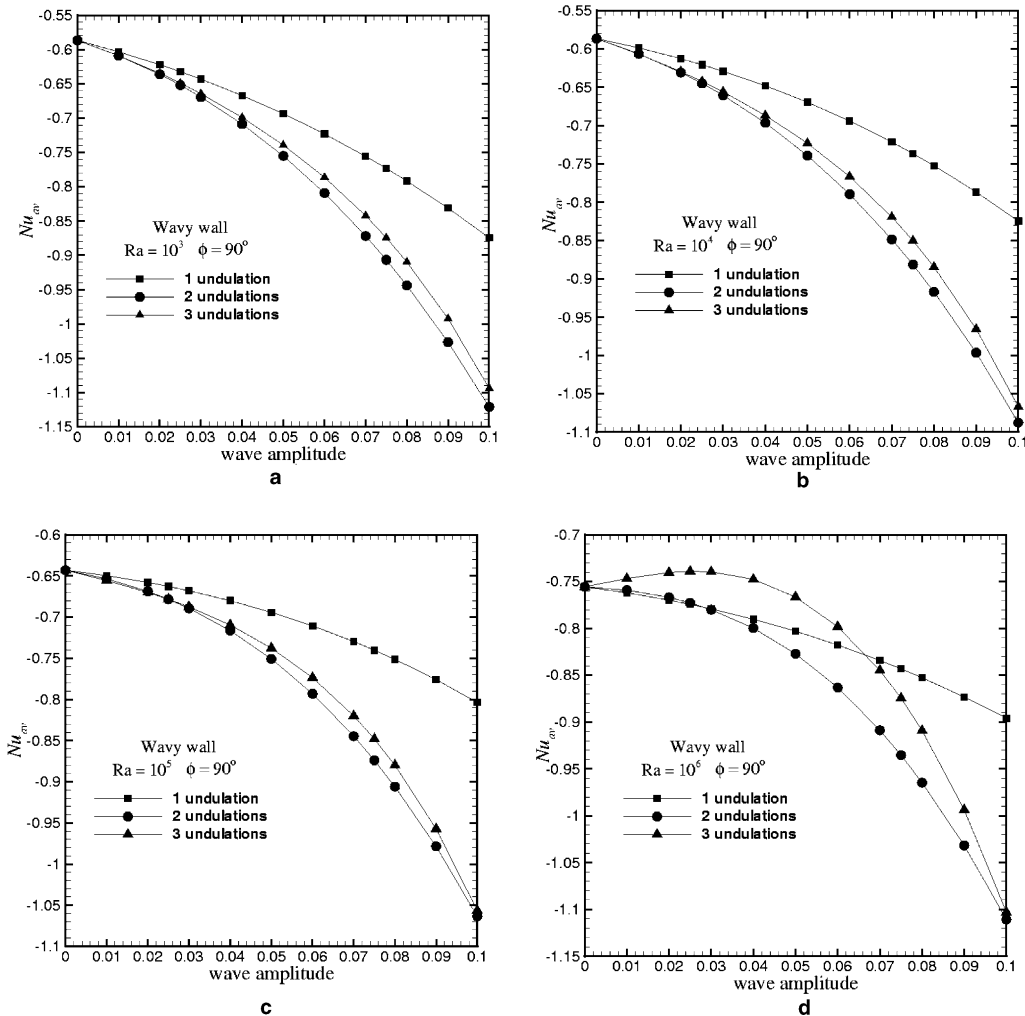 -0.55
-0.6
-0.65
-0.7
-0.75
-0.8
-0.85
-0.9
-0.95
-1
-1.05
-1.1
-1.15
Nu_av
Wavy wall
Ra = 10³ ϕ = 90°
1 undulation
2 undulations
3 undulations
0 0.01 0.02 0.03 0.04 0.05 0.06 0.07 0.08 0.09 0.1
wave amplitude
a
-0.55
-0.6
-0.65
-0.7
-0.75
-0.8
-0.85
-0.9
-0.95
-1
-1.05
-1.1
Nu_av
Wavy wall
Ra = 10⁴ ϕ = 90°
1 undulation
2 undulations
3 undulations
0 0.01 0.02 0.03 0.04 0.05 0.06 0.07 0.08 0.09 0.1
wave amplitude
b
-0.6
-0.65
-0.7
-0.75
-0.8
-0.85
-0.9
-0.95
-1
-1.05
-1.1
Nu_av
Wavy wall
Ra = 10⁵ ϕ = 90°
1 undulation
2 undulations
3 undulations
0 0.01 0.02 0.03 0.04 0.05 0.06 0.07 0.08 0.09 0.1
wave amplitude
c
-0.7
-0.75
-0.8
-0.85
-0.9
-0.95
-1
-1.05
-1.1
-1.15
Nu_av
Wavy wall
Ra = 10⁶ ϕ = 90°
1 undulation
2 undulations
3 undulations
0 0.01 0.02 0.03 0.04 0.05 0.06 0.07 0.08 0.09 0.1
wave amplitude
d